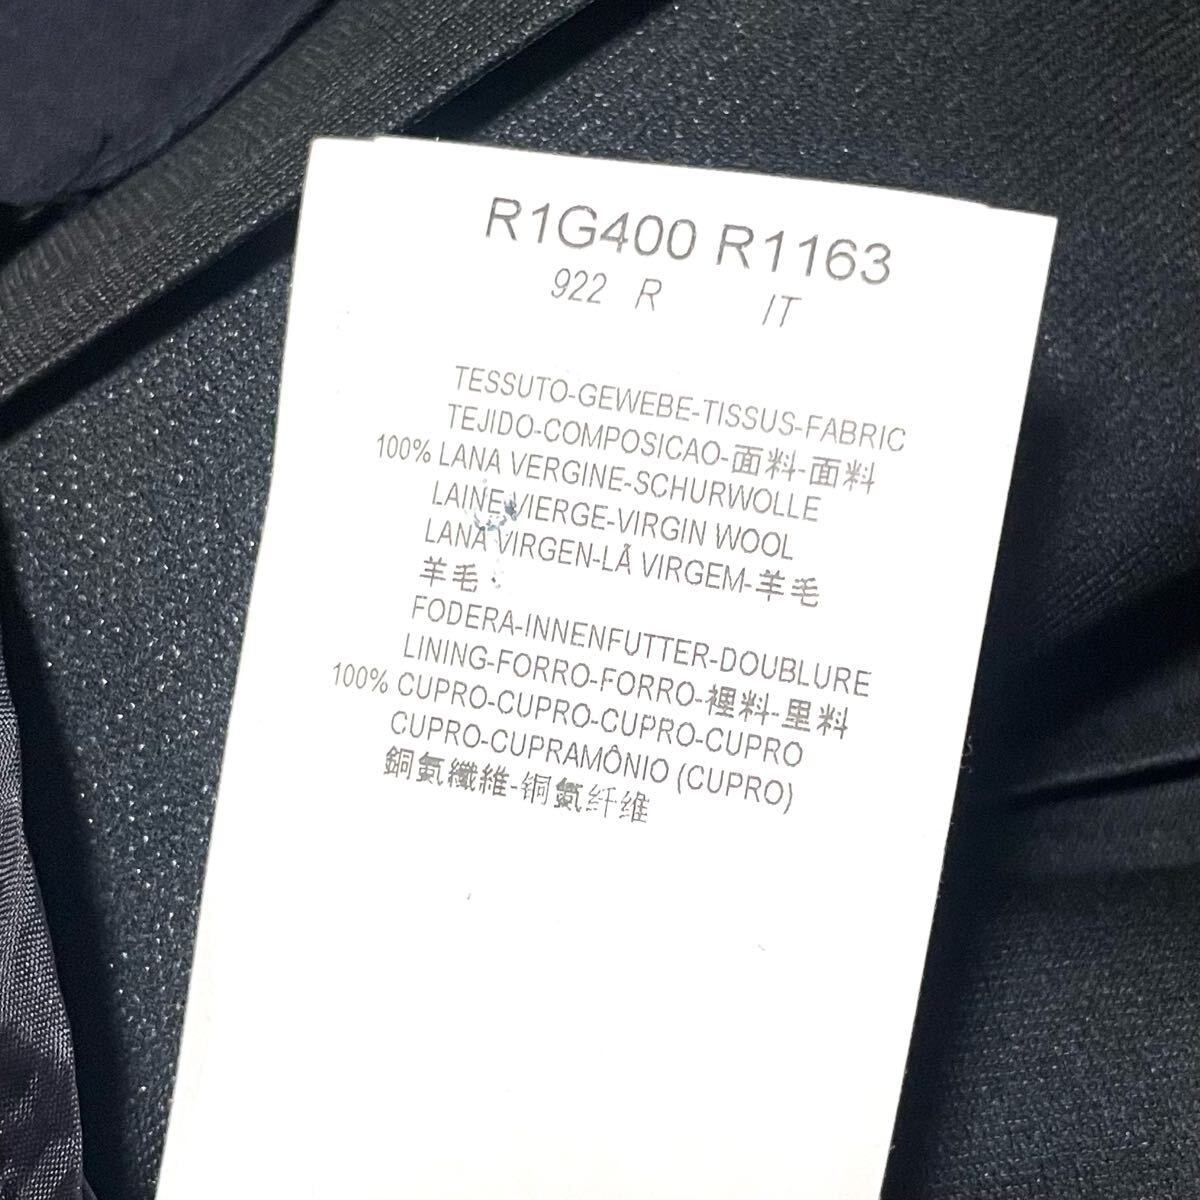 R1G400 R1163
922 R IT
TESSUTO-GEWEBE-TISSUS-FABRIC
TEJIDO-COMPOSICAO-面料-面料
100% LANA VERGINE-SCHURWOLLE
LAINE VIERGE-VIRGIN WOOL
LANA VIRGEN-LÃ VIRGEM-羊毛
羊毛
FODERA-INNENFUTTER-DOUBLURE
LINING-FORRO-FORRO-裡料-里料
100% CUPRO-CUPRO-CUPRO-CUPRO
CUPRO-CUPRAMÔNIO (CUPRO)
銅氨纖維-铜氨纤维